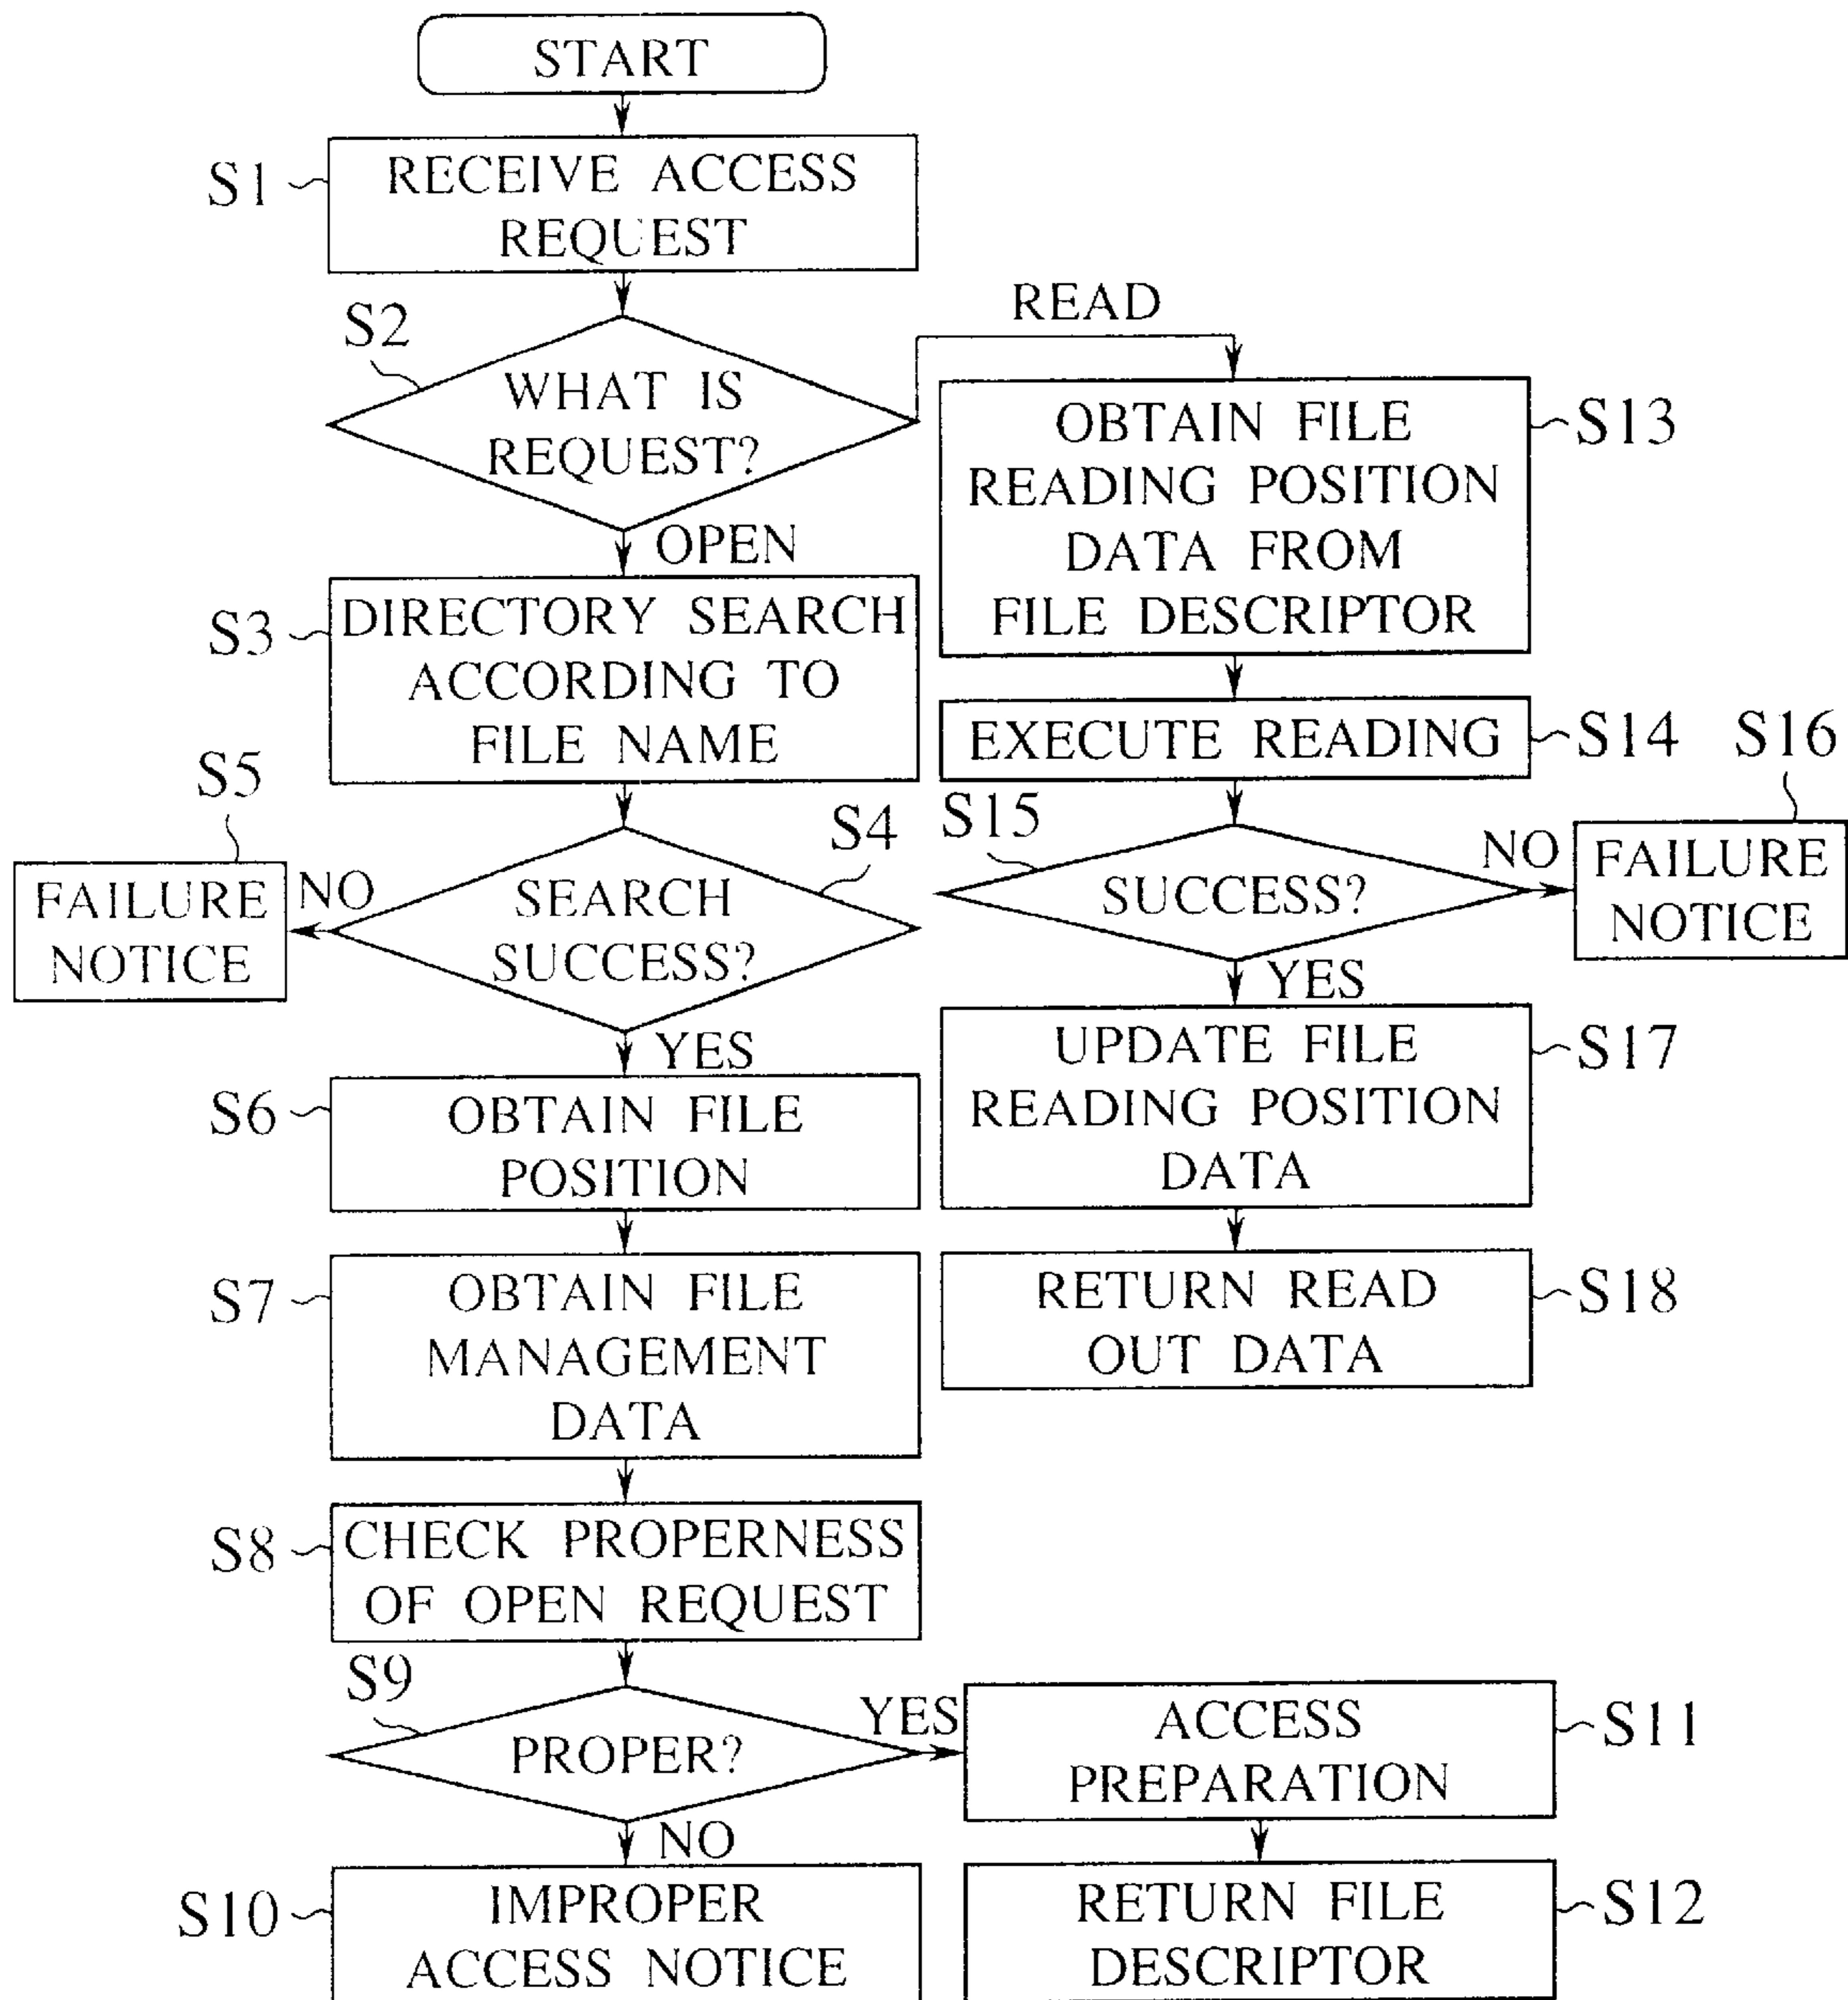 START
S1
RECEIVE ACCESS
REQUEST
S2
WHAT IS
REQUEST?
READ
OPEN
S3
DIRECTORY SEARCH
ACCORDING TO
FILE NAME
S4
SEARCH
SUCCESS?
NO
S5
FAILURE
NOTICE
YES
S6
OBTAIN FILE
POSITION
S7
OBTAIN FILE
MANAGEMENT
DATA
S8
CHECK PROPERNESS
OF OPEN REQUEST
S9
PROPER?
NO
S10
IMPROPER
ACCESS NOTICE
YES
S11
ACCESS
PREPARATION
S12
RETURN FILE
DESCRIPTOR
S13
OBTAIN FILE
READING POSITION
DATA FROM
FILE DESCRIPTOR
S14
EXECUTE READING
S15
SUCCESS?
NO
S16
FAILURE
NOTICE
YES
S17
UPDATE FILE
READING POSITION
DATA
S18
RETURN READ
OUT DATA